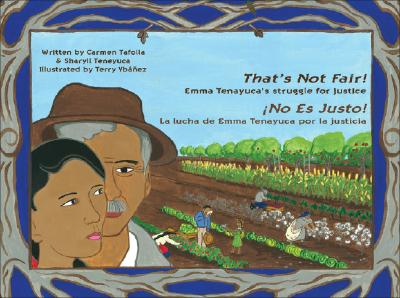 Written by Carmen Tafolla
& Sharyll Teneyuca
Illustrated by Terry Ybáñez
That's Not Fair!
Emma Tenayuca's struggle for justice
¡No Es Justo!
La lucha de Emma Tenayuca por la justicia